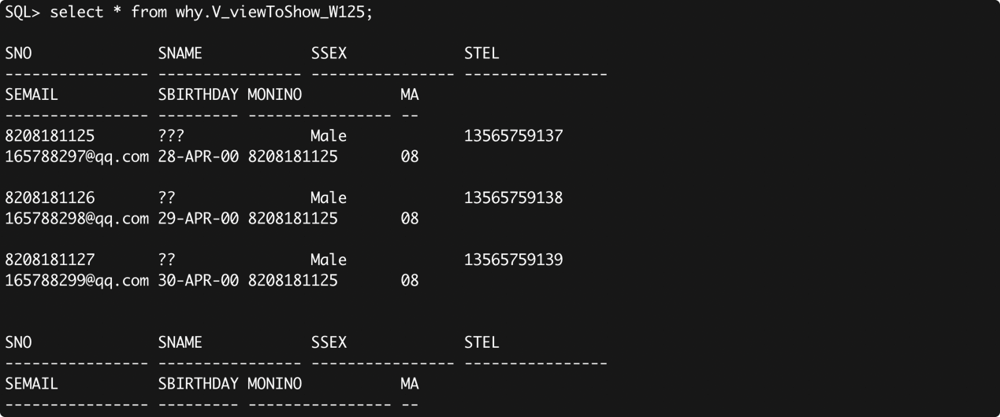 SQL> select * from why.V_viewToShow_W125;
SNO              SNAME            SSEX             STEL
---------------- ---------------- ---------------- ----------------
SEMAIL           SBIRTHDAY MONINO           MA
---------------- --------- ---------------- --
8208181125       ???              Male             13565759137
165788297@qq.com 28-APR-00 8208181125       08
8208181126       ??               Male             13565759138
165788298@qq.com 29-APR-00 8208181125       08
8208181127       ??               Male             13565759139
165788299@qq.com 30-APR-00 8208181125       08
SNO              SNAME            SSEX             STEL
---------------- ---------------- ---------------- ----------------
SEMAIL           SBIRTHDAY MONINO           MA
---------------- --------- ---------------- --